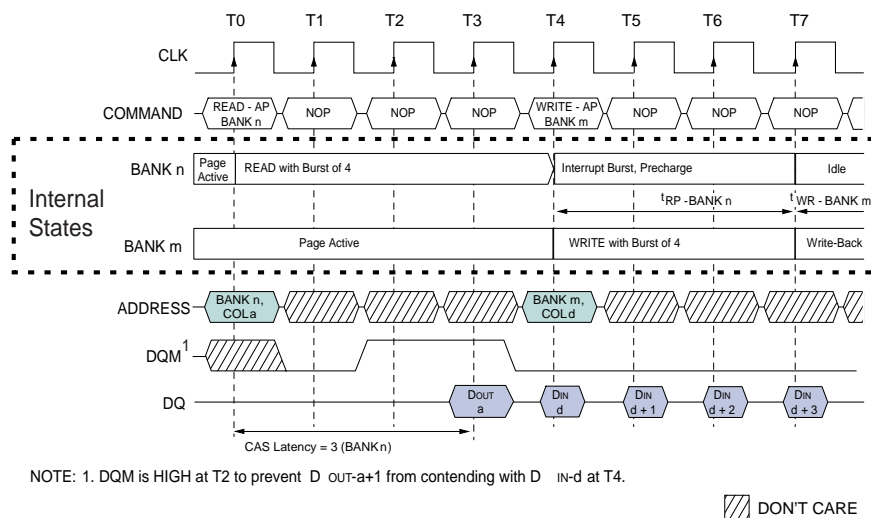 T0 T1 T2 T3 T4 T5 T6 T7
CLK
COMMAND
READ - AP
BANK n
NOP
NOP
NOP
WRITE - AP
BANK m
NOP
NOP
NOP
Internal
States
BANK n
Page
Active
READ with Burst of 4
Interrupt Burst, Precharge
Idle
tRP - BANK n
tWR - BANK m
BANK m
Page Active
WRITE with Burst of 4
Write-Back
ADDRESS
BANK n,
COL a
BANK m,
COL d
DQM1
DQ
DOUT
a
DIN
d
DIN
d + 1
DIN
d + 2
DIN
d + 3
CAS Latency = 3 (BANK n)
NOTE: 1. DQM is HIGH at T2 to prevent D OUT-a+1 from contending with D IN-d at T4.
DON'T CARE